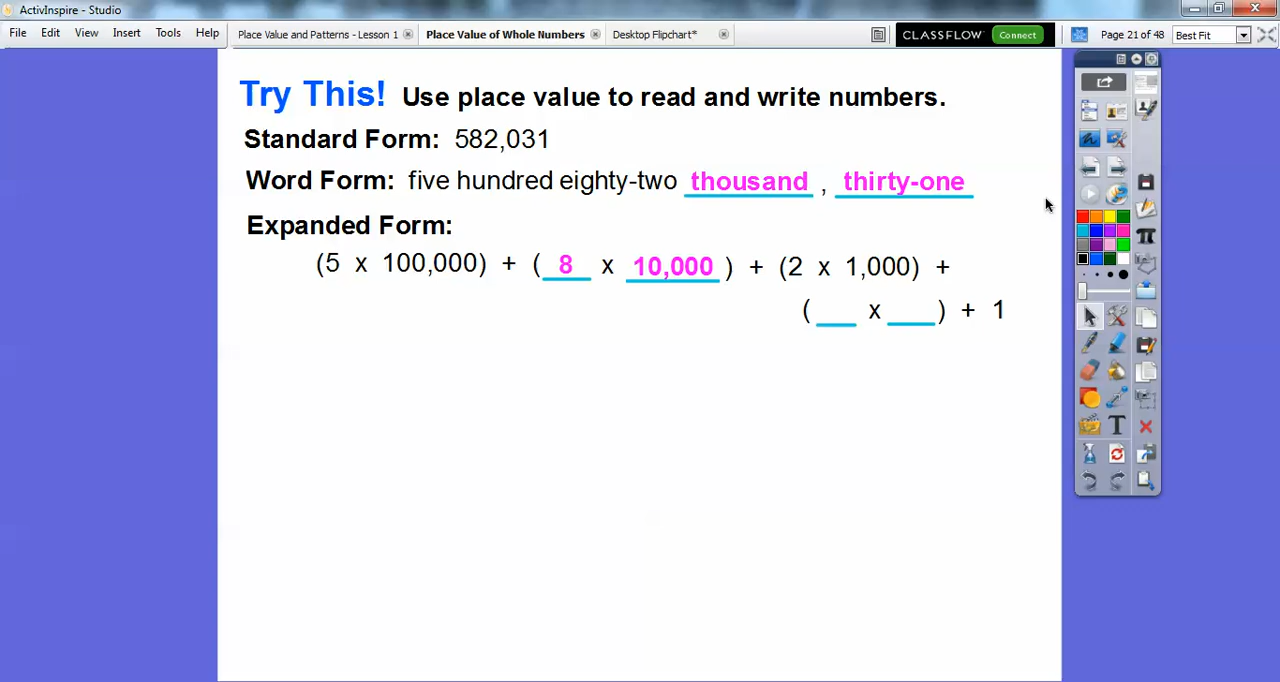 ActivInspire - Studio
File Edit View Insert Tools Help Place Value and Patterns - Lesson 1 Place Value of Whole Numbers Desktop Flipchart* CLASSFLOW Connect Page 21 of 48 Best Fit
Try This! Use place value to read and write numbers.
Standard Form: 582,031
Word Form: five hundred eighty-two thousand , thirty-one
Expanded Form:
(5 x 100,000) + ( 8 x 10,000 ) + (2 x 1,000) +
( ___ x ___ ) + 1